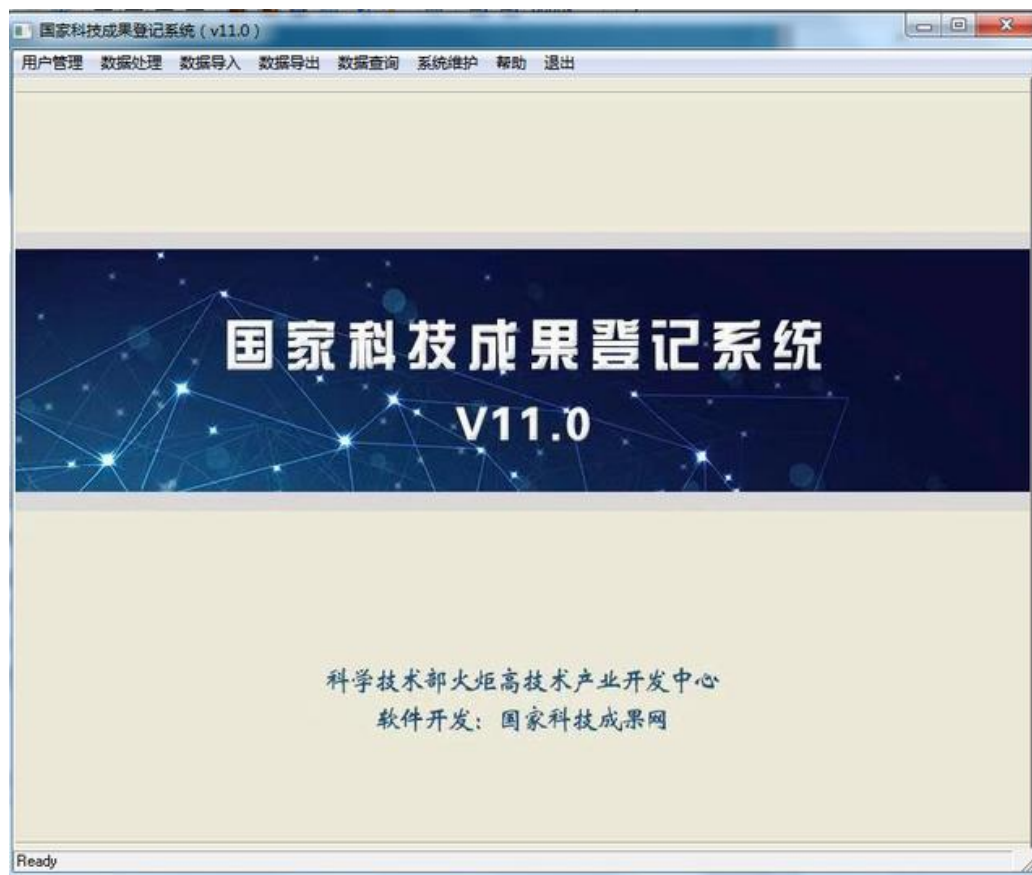 国家科技成果登记系统（v11.0）
用户管理 数据处理 数据导入 数据导出 数据查询 系统维护 帮助 退出
国家科技成果登记系统
V11.0
科学技术部火炬高技术产业开发中心
软件开发：国家科技成果网
Ready